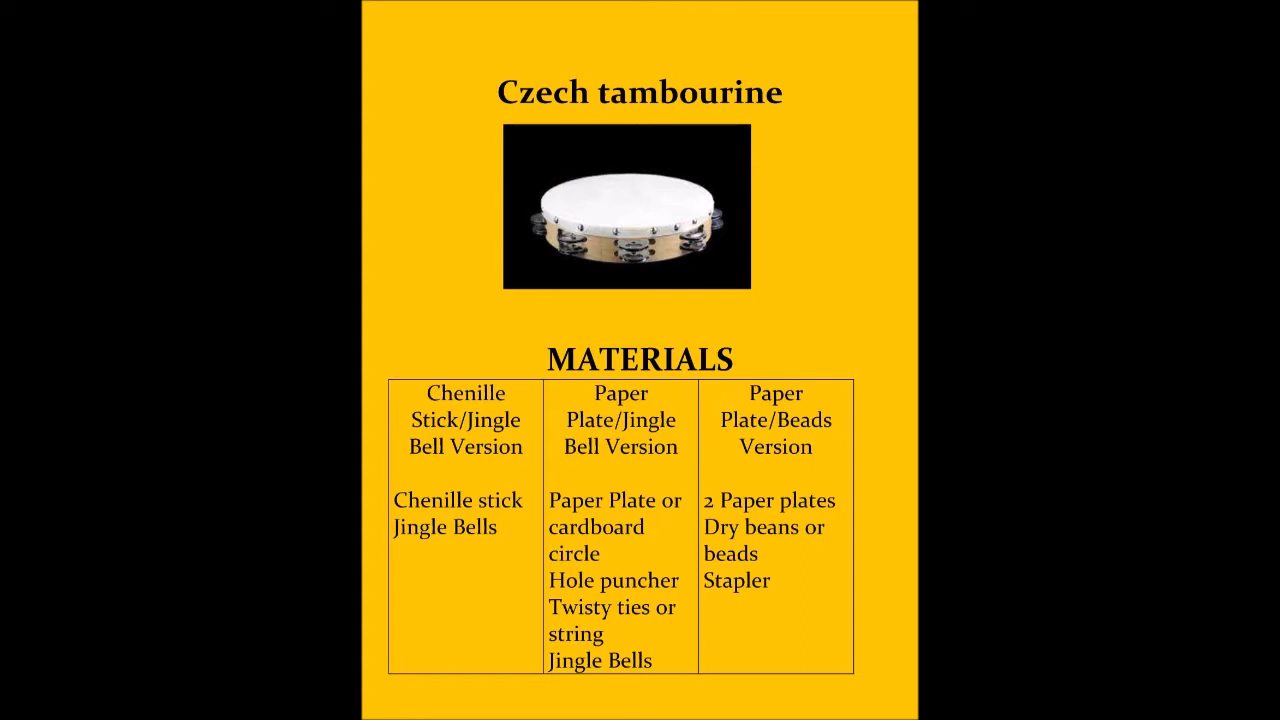 Czech tambourine
MATERIALS
Chenille
Stick/Jingle
Bell Version
Chenille stick
Jingle Bells
Paper
Plate/Jingle
Bell Version
Paper Plate or
cardboard
circle
Hole puncher
Twisty ties or
string
Jingle Bells
Paper
Plate/Beads
Version
2 Paper plates
Dry beans or
beads
Stapler